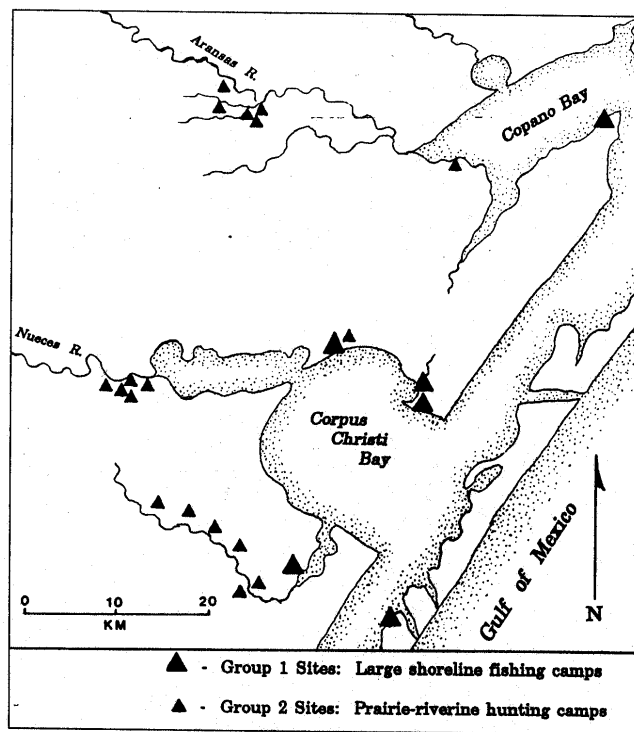 Aransas R.
Copano Bay
Nueces R.
Corpus
Christi
Bay
Gulf of Mexico
0 10 20
KM
N
- Group 1 Sites: Large shoreline fishing camps
- Group 2 Sites: Prairie-riverine hunting camps